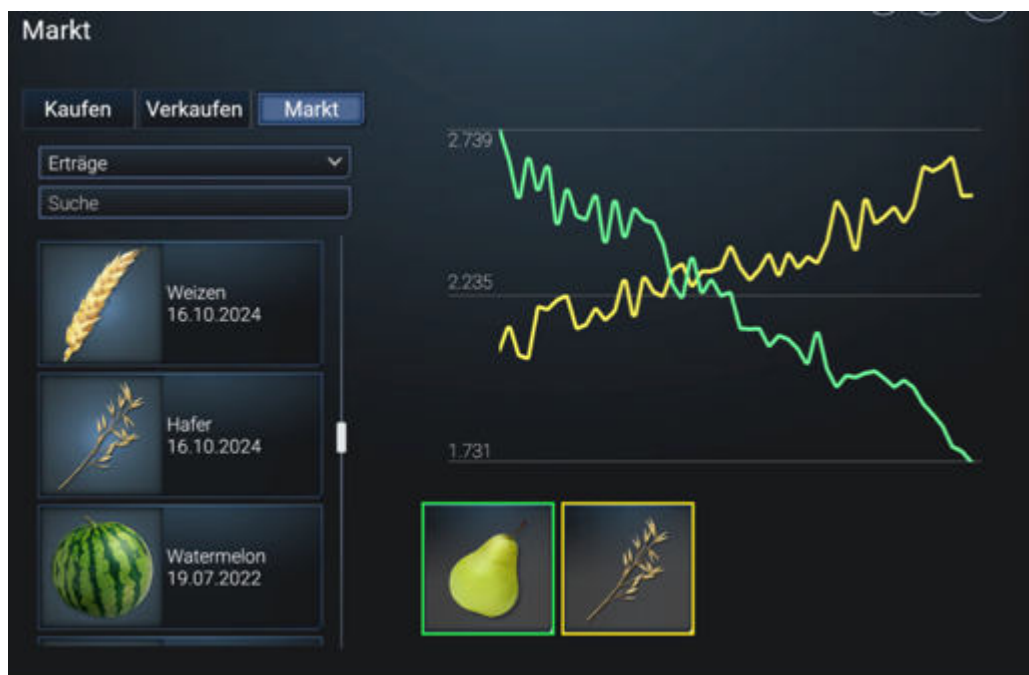 Markt
Kaufen
Verkaufen
Markt
Erträge
Suche
Weizen
16.10.2024
Hafer
16.10.2024
Watermelon
19.07.2022
2.739
2.235
1.731